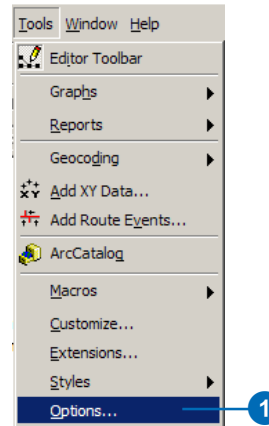 Tools Window Help
Editor Toolbar
Graphs
Reports
Geocoding
Add XY Data...
Add Route Events...
ArcCatalog
Macros
Customize...
Extensions...
Styles
Options... 1